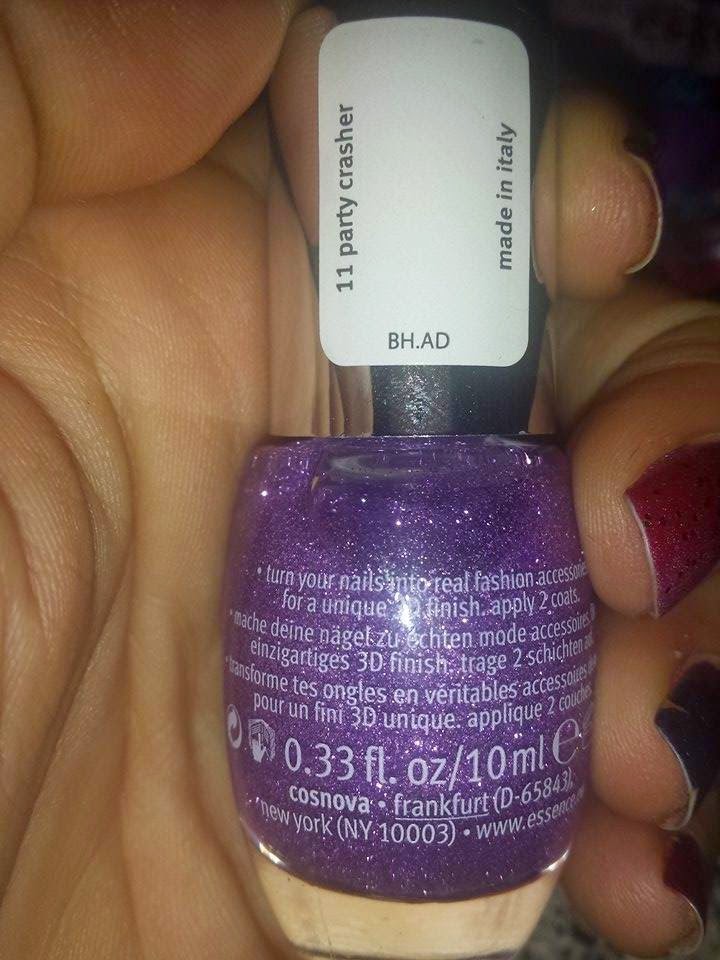 11 party crasher
made in italy
BH.AD
• turn your nails into real fashion accessories
for a unique 3D finish. apply 2 coats.
• mache deine nägel zu echten mode accessoires.
einzigartiges 3D finish. trage 2 schichten
• transforme tes ongles en véritables accessoires
pour un fini 3D unique. applique 2 couches.
0.33 fl. oz/10 ml e
cosnova • frankfurt (D-65843),
new york (NY 10003) • www.essence.